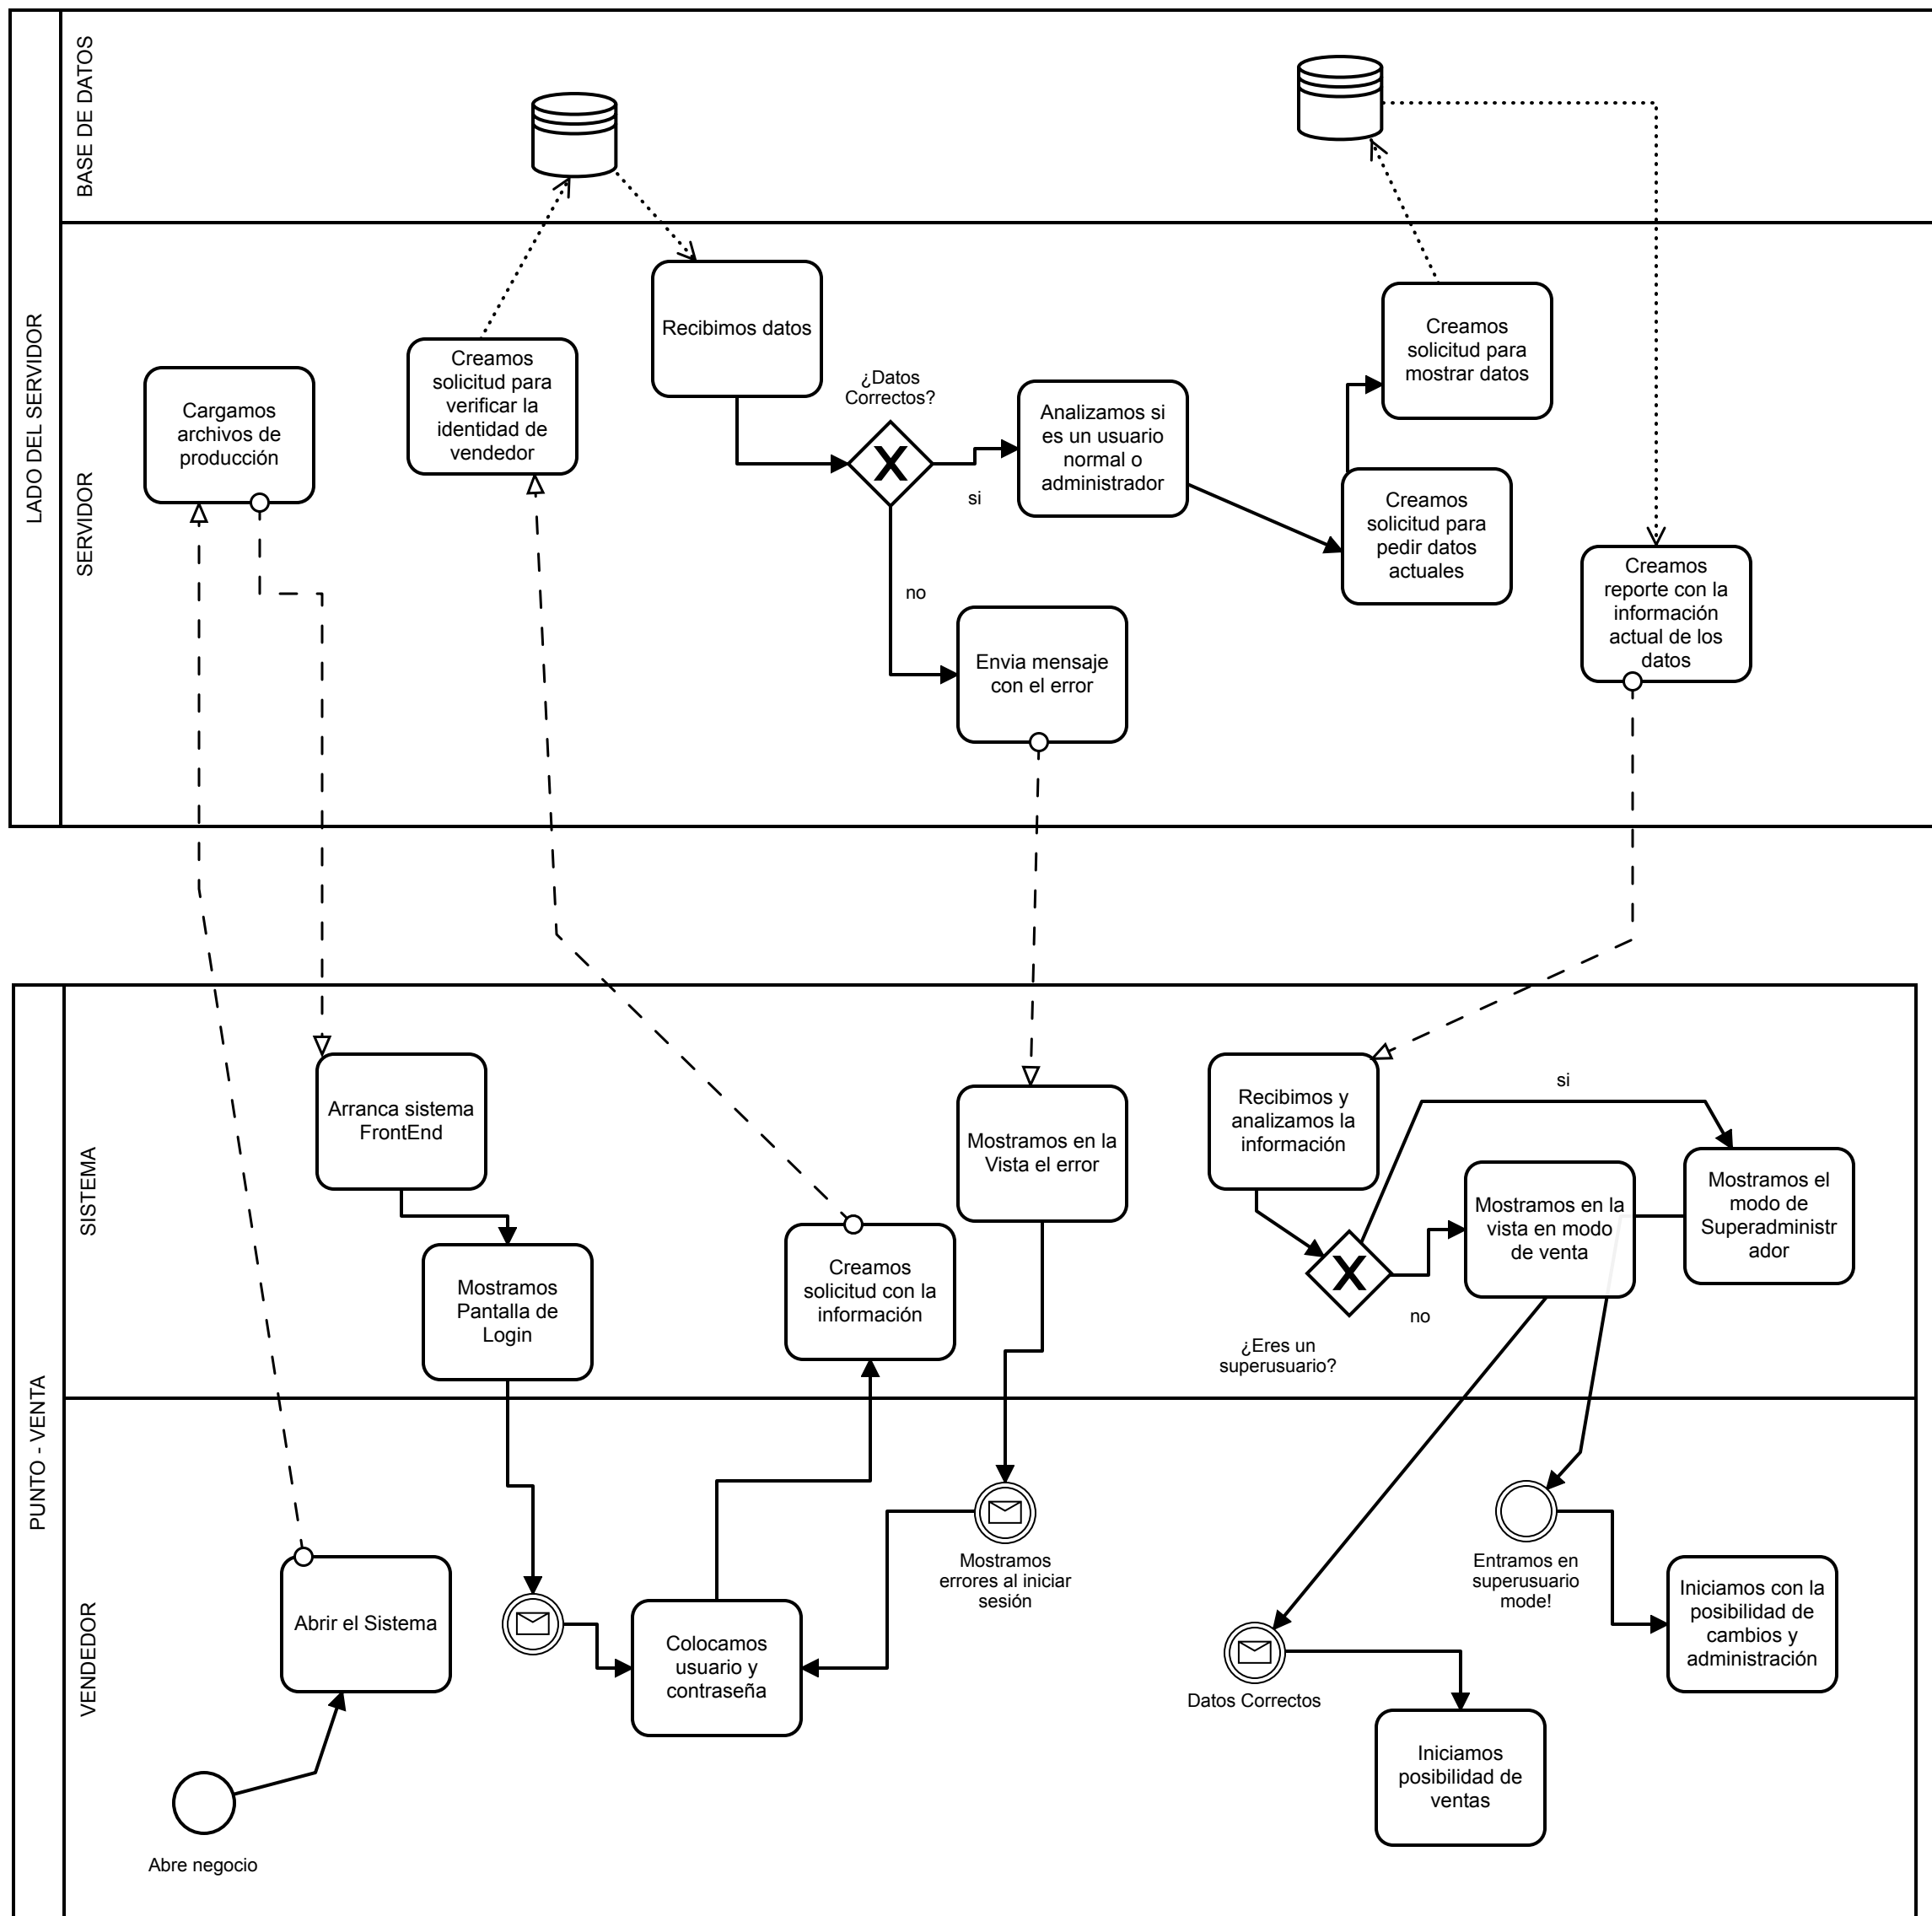 LADO DEL SERVIDOR
BASE DE DATOS
SERVIDOR
Cargamos
archivos de
producción
Creamos
solicitud para
verificar la
identidad de
vendedor
Recibimos datos
¿Datos
Correctos?
si
no
Analizamos si
es un usuario
normal o
administrador
Envia mensaje
con el error
Creamos
solicitud para
mostrar datos
Creamos
solicitud para
pedir datos
actuales
Creamos
reporte con la
información
actual de los
datos
PUNTO - VENTA
SISTEMA
Arranca sistema
FrontEnd
Mostramos
Pantalla de
Login
Creamos
solicitud con la
información
Mostramos en la
Vista el error
Recibimos y
analizamos la
información
¿Eres un
superusuario?
si
no
Mostramos en la
vista en modo
de venta
Mostramos el
modo de
Superadministr
ador
VENDEDOR
Abre negocio
Abrir el Sistema
Colocamos
usuario y
contraseña
Mostramos
errores al iniciar
sesión
Datos Correctos
Iniciamos
posibilidad de
ventas
Entramos en
superusuario
mode!
Iniciamos con la
posibilidad de
cambios y
administración